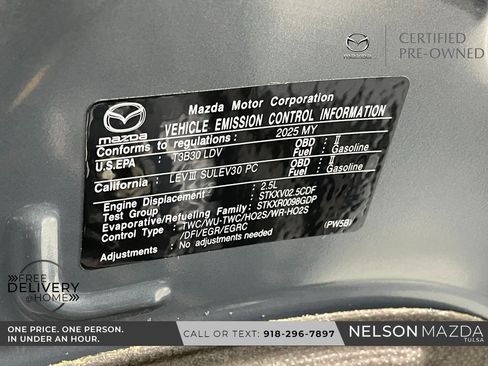 CERTIFIED
PRE-OWNED
mazda
Mazda Motor Corporation
VEHICLE EMISSION CONTROL INFORMATION
Conforms to regulations : 2025 MY
U.S.EPA : T3B30 LDV OBD : II
Fuel : Gasoline
California : LEV III SULEV30 PC OBD : II
Fuel : Gasoline
Engine Displacement : 2.5L
Test Group : STKXV02.5CDF
Evaporative/Refueling Family : STKXR0098GDP
Control Type : TWC/WU-TWC/HO2S/WR-HO2S
/DFI/EGR/EGRC
Adjustments : No adjustments needed. (PW5B)
FREE
DELIVERY
@HOME
ONE PRICE. ONE PERSON.
IN UNDER AN HOUR.
CALL OR TEXT: 918-296-7897
NELSON MAZDA
TULSA